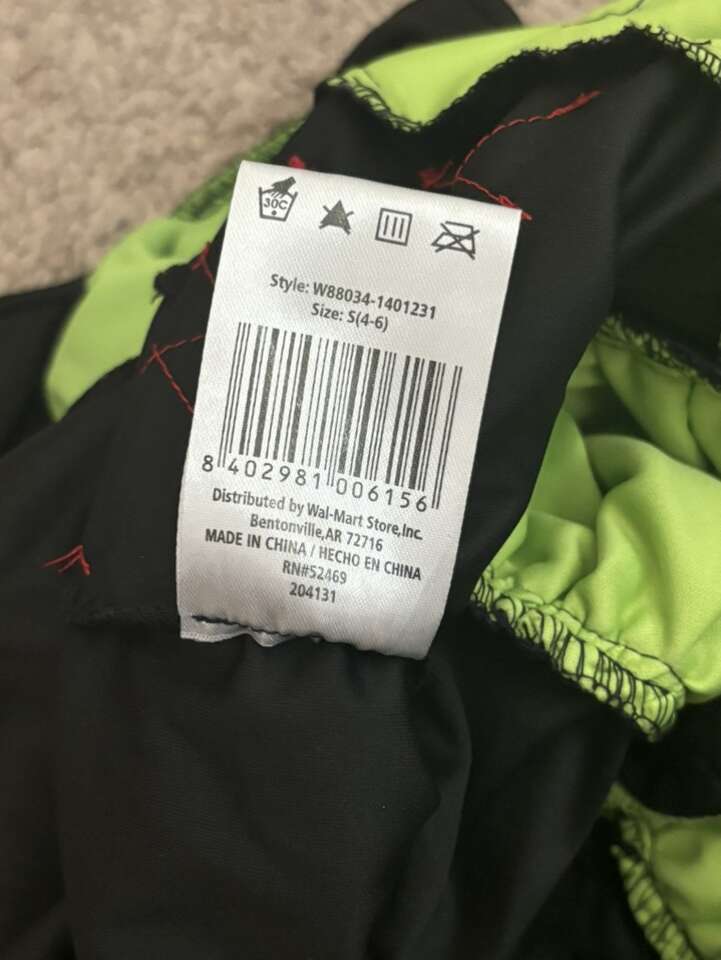 30C
Style: W88034-1401231
Size: S(4-6)
8 402981 006156
Distributed by Wal-Mart Store,Inc.
Bentonville,AR 72716
MADE IN CHINA / HECHO EN CHINA
RN#52469
204131